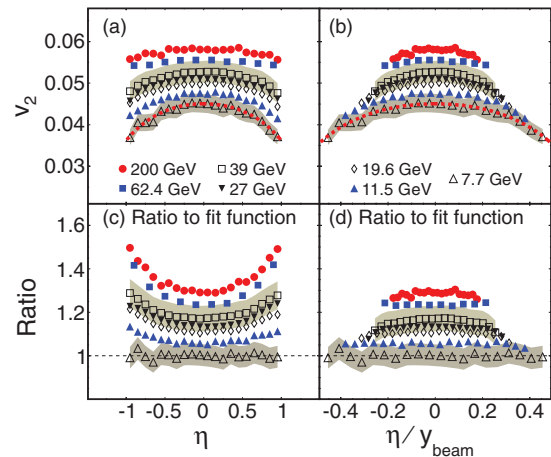 (a) (b)
0.06
0.05
0.04
0.03
v2
200 GeV 39 GeV 19.6 GeV 7.7 GeV
62.4 GeV 27 GeV 11.5 GeV
(c) Ratio to fit function (d) Ratio to fit function
1.6
1.4
1.2
1
Ratio
-1 -0.5 0 0.5 1 -0.4 -0.2 0 0.2 0.4
η η/ybeam